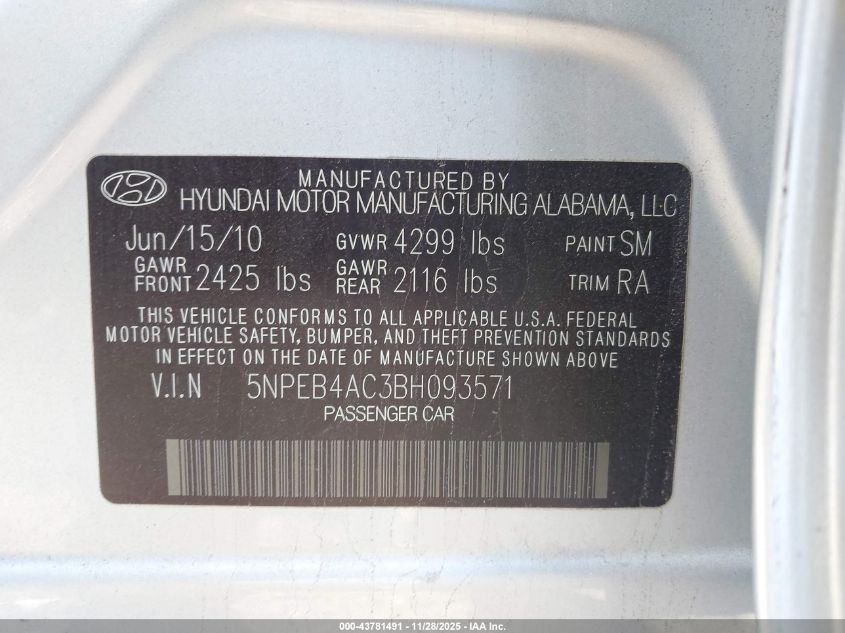 MANUFACTURED BY
HYUNDAI MOTOR MANUFACTURING ALABAMA, LLC
Jun/15/10 GVWR 4299 lbs PAINT SM
GAWR FRONT 2425 lbs GAWR REAR 2116 lbs TRIM RA
THIS VEHICLE CONFORMS TO ALL APPLICABLE U.S.A. FEDERAL
MOTOR VEHICLE SAFETY, BUMPER, AND THEFT PREVENTION STANDARDS
IN EFFECT ON THE DATE OF MANUFACTURE SHOWN ABOVE
V.I.N 5NPEB4AC3BH093571
PASSENGER CAR
000-43781491 - 11/28/2025 - IAA Inc.